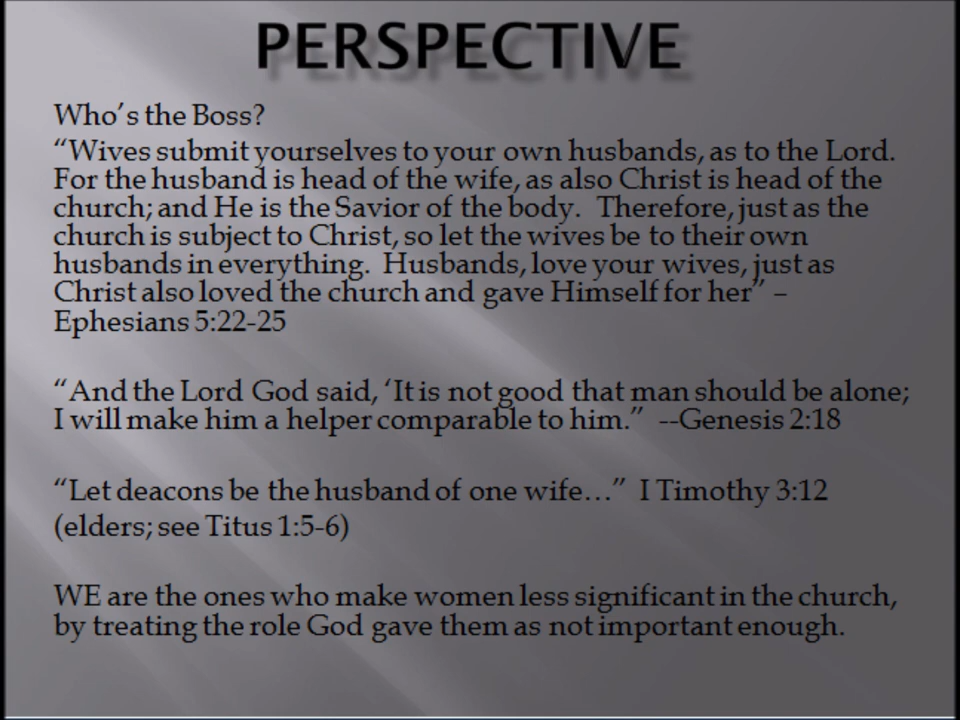 PERSPECTIVE
Who's the Boss?
“Wives submit yourselves to your own husbands, as to the Lord.
For the husband is head of the wife, as also Christ is head of the
church; and He is the Savior of the body.  Therefore, just as the
church is subject to Christ, so let the wives be to their own
husbands in everything.  Husbands, love your wives, just as
Christ also loved the church and gave Himself for her” –
Ephesians 5:22-25
“And the Lord God said, ‘It is not good that man should be alone;
I will make him a helper comparable to him.”  --Genesis 2:18
“Let deacons be the husband of one wife…”  I Timothy 3:12
(elders; see Titus 1:5-6)
WE are the ones who make women less significant in the church,
by treating the role God gave them as not important enough.